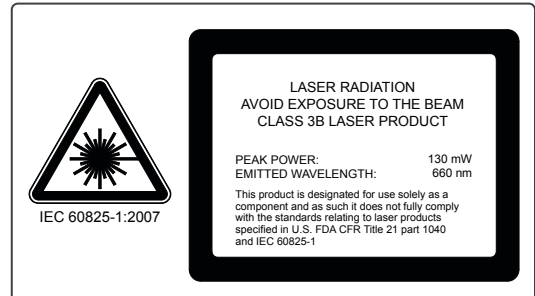 LASER RADIATION
AVOID EXPOSURE TO THE BEAM
CLASS 3B LASER PRODUCT
PEAK POWER: 130 mW
EMITTED WAVELENGTH: 660 nm
This product is designated for use solely as a
component and as such it does not fully comply
with the standards relating to laser products
specified in U.S. FDA CFR Title 21 part 1040
and IEC 60825-1
IEC 60825-1:2007